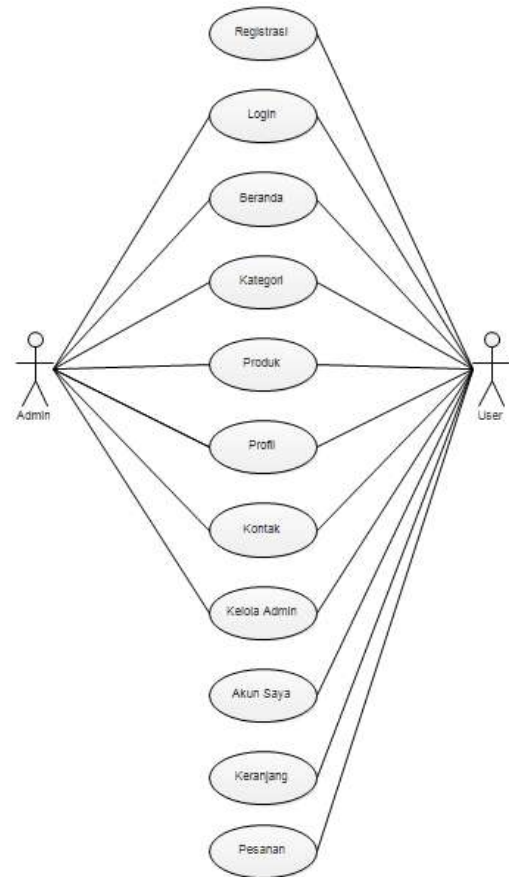 Registrasi
Login
Beranda
Kategori
Produk
Admin
User
Profil
Kontak
Kelola Admin
Akun Saya
Keranjang
Pesanan